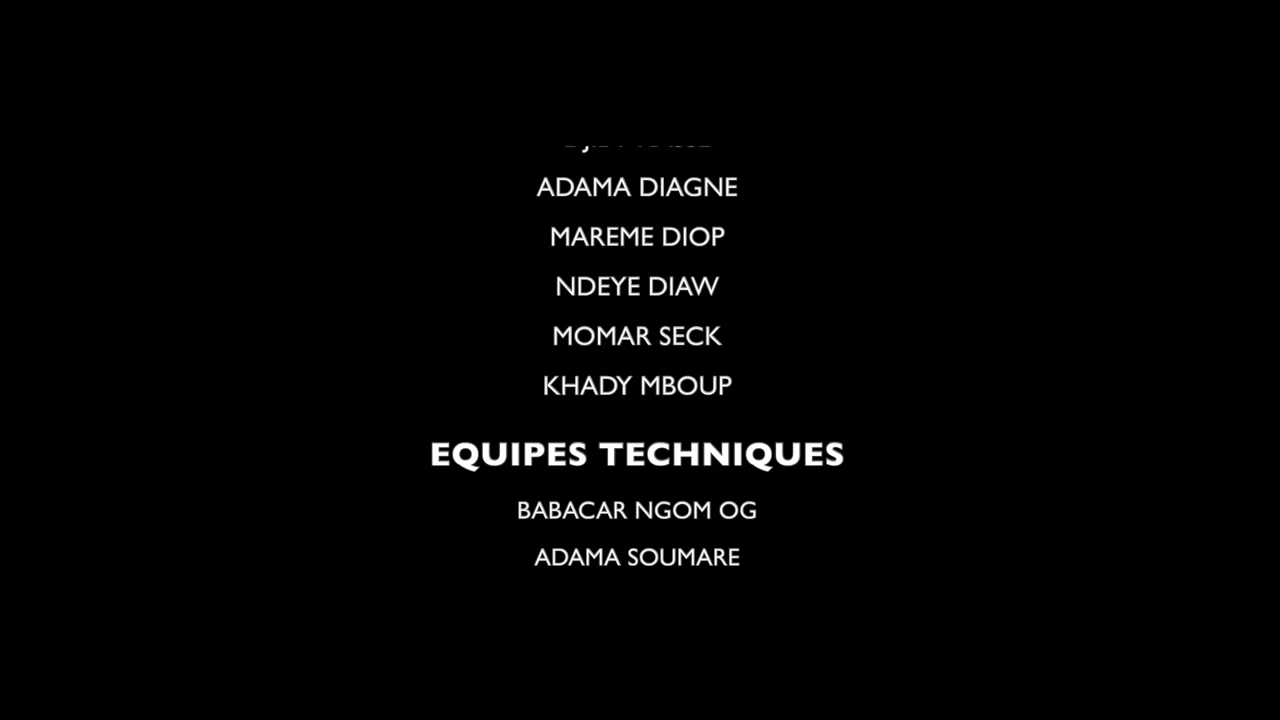 ADAMA DIAGNE
MAREME DIOP
NDEYE DIAW
MOMAR SECK
KHADY MBOUP
EQUIPES TECHNIQUES
BABACAR NGOM OG
ADAMA SOUMARE